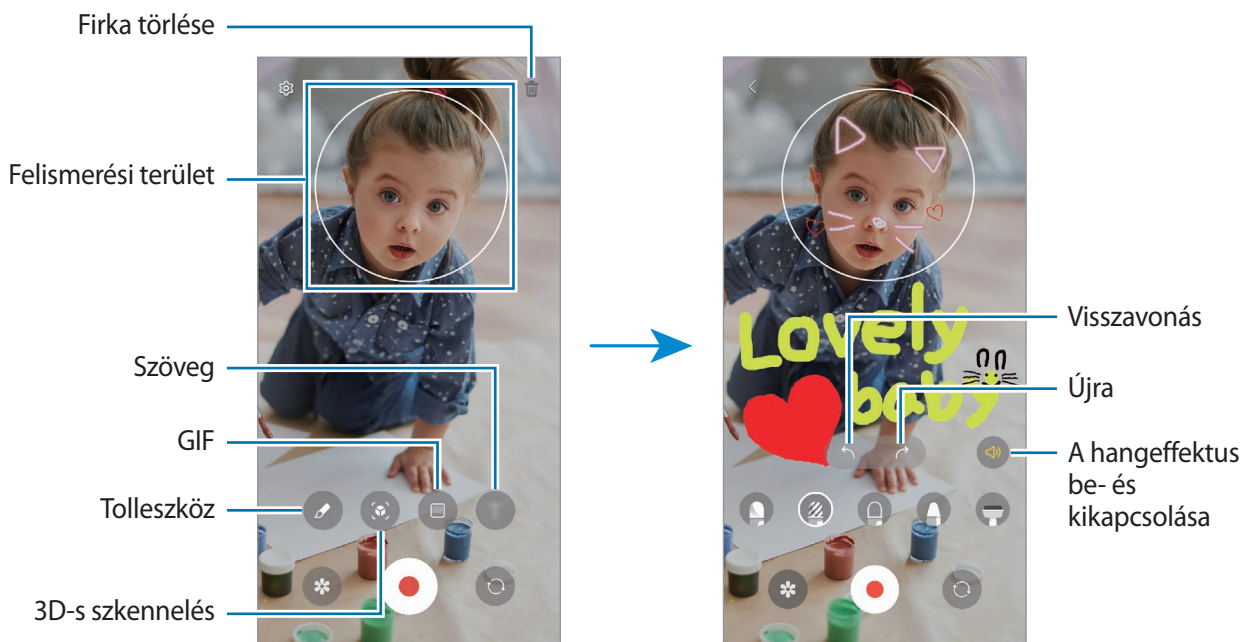 Firka törlése
Felismerési terület
Szöveg
GIF
Tolleszköz
3D-s szkennelés
Lovely
baby
Visszavonás
Újra
A hangeffektus
be- és
kikapcsolása